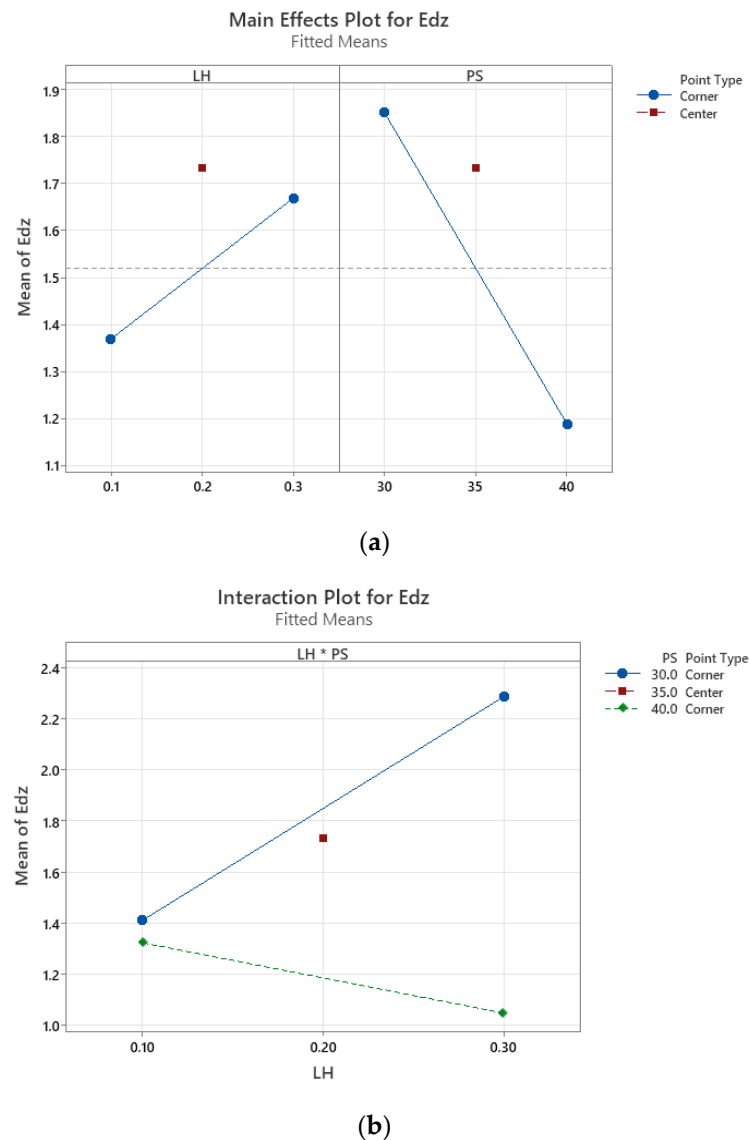 Main Effects Plot for Edz
Fitted Means
LH PS
Point Type
Corner
Center
Mean of Edz
1.9
1.8
1.7
1.6
1.5
1.4
1.3
1.2
1.1
0.1 0.2 0.3 30 35 40
(a)
Interaction Plot for Edz
Fitted Means
LH * PS
PS Point Type
30.0 Corner
35.0 Center
40.0 Corner
Mean of Edz
2.4
2.2
2.0
1.8
1.6
1.4
1.2
1.0
0.10 0.20 0.30
LH
(b)